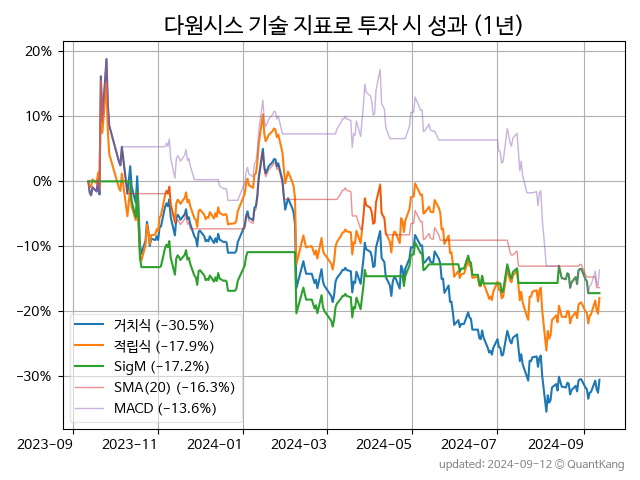 다원시스 기술 지표로 투자 시 성과 (1년)
20%
10%
0%
−10%
−20%
−30%
거치식 (−30.5%)
적립식 (−17.9%)
SigM (−17.2%)
SMA(20) (−16.3%)
MACD (−13.6%)
2023-09 2023-11 2024-01 2024-03 2024-05 2024-07 2024-09
updated: 2024-09-12 ⓒ QuantKang